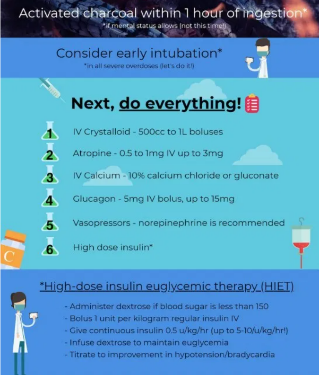 Activated charcoal within 1 hour of ingestion*
*if mental status allows (not this time!)
Consider early intubation*
*in all severe overdoses (let's do it!)
Next, do everything!
1 IV Crystalloid - 500cc to 1L boluses
2 Atropine - 0.5 to 1mg IV up to 3mg
3 IV Calcium - 10% calcium chloride or gluconate
4 Glucagon - 5mg IV bolus, up to 15mg
5 Vasopressors - norepinephrine is recommended
6 High dose insulin*
C
*High-dose insulin euglycemic therapy (HIET)
- Administer dextrose if blood sugar is less than 150
- Bolus 1 unit per kilogram regular insulin IV
- Give continuous insulin 0.5 u/kg/hr (up to 5-10/u/kg/hr!)
- Infuse dextrose to maintain euglycemia
- Titrate to improvement in hypotension/bradycardia